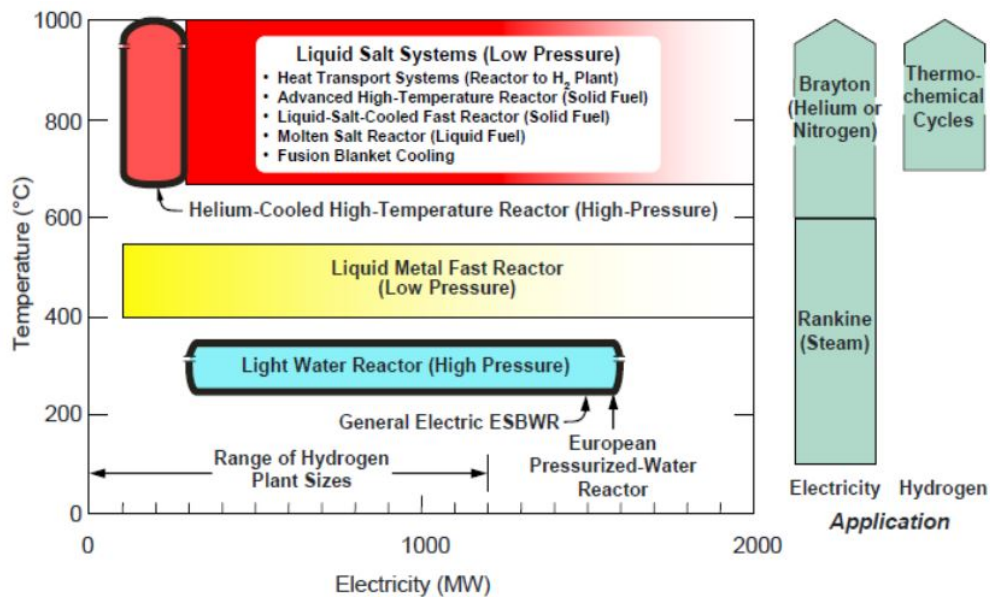 1000
800
600
400
200
0
Temperature (°C)
Liquid Salt Systems (Low Pressure)
• Heat Transport Systems (Reactor to H2 Plant)
• Advanced High-Temperature Reactor (Solid Fuel)
• Liquid-Salt-Cooled Fast Reactor (Solid Fuel)
• Molten Salt Reactor (Liquid Fuel)
• Fusion Blanket Cooling
Helium-Cooled High-Temperature Reactor (High-Pressure)
Liquid Metal Fast Reactor
(Low Pressure)
Light Water Reactor (High Pressure)
General Electric ESBWR
European
Pressurized-Water
Reactor
Range of Hydrogen
Plant Sizes
0
1000
2000
Electricity (MW)
Brayton
(Helium or
Nitrogen)
Rankine
(Steam)
Thermo-
chemical
Cycles
Electricity
Hydrogen
Application